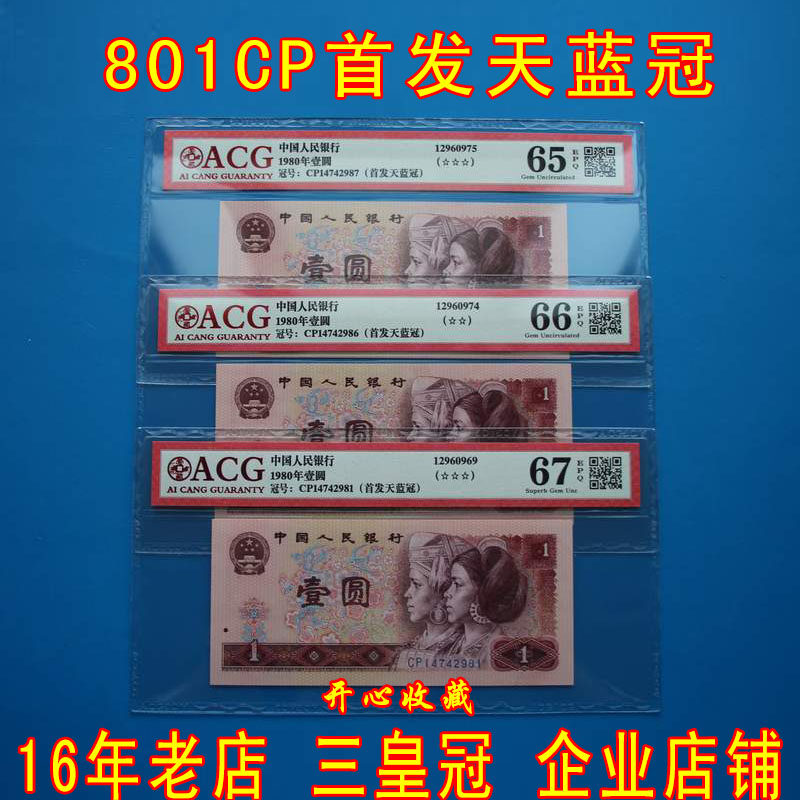 801CP首发天蓝冠
ACG
AI CANG GUARANTY
中国人民银行
1980年壹圆
冠号：CP14742987（首发天蓝冠）
12960975
(☆☆☆)
65 EPQ
Gem Uncirculated
中国人民银行
壹圆
1
ACG
AI CANG GUARANTY
中国人民银行
1980年壹圆
冠号：CP14742986（首发天蓝冠）
12960974
(☆☆)
66 EPQ
Gem Uncirculated
中国人民银行
壹圆
1
ACG
AI CANG GUARANTY
中国人民银行
1980年壹圆
冠号：CP14742981（首发天蓝冠）
12960969
(☆☆☆)
67 EPQ
Superb Gem Unc
中国人民银行
1
壹圆
CP14742981
1
1
开心收藏
16年老店 三皇冠 企业店铺